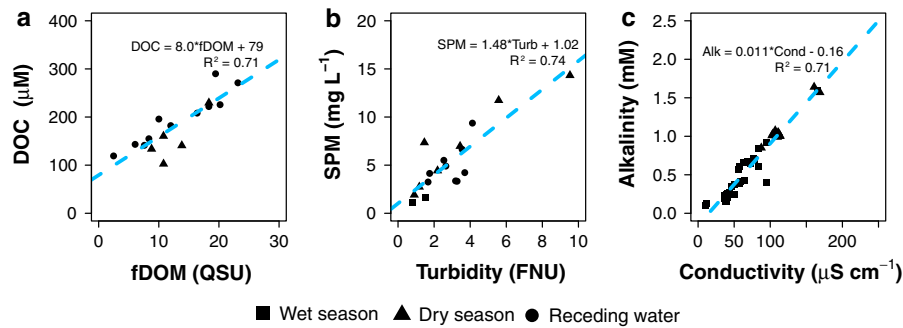 a
DOC (μM)
400
300
200
100
0
DOC = 8.0*fDOM + 79
R² = 0.71
0 10 20 30
fDOM (QSU)
b
SPM (mg L⁻¹)
20
15
10
5
0
SPM = 1.48*Turb + 1.02
R² = 0.74
0 2 4 6 8 10
Turbidity (FNU)
c
Alkalinity (mM)
2.5
2.0
1.5
1.0
0.5
0.0
Alk = 0.011*Cond - 0.16
R² = 0.71
0 50 100 200
Conductivity (μS cm⁻¹)
Wet season Dry season Receding water